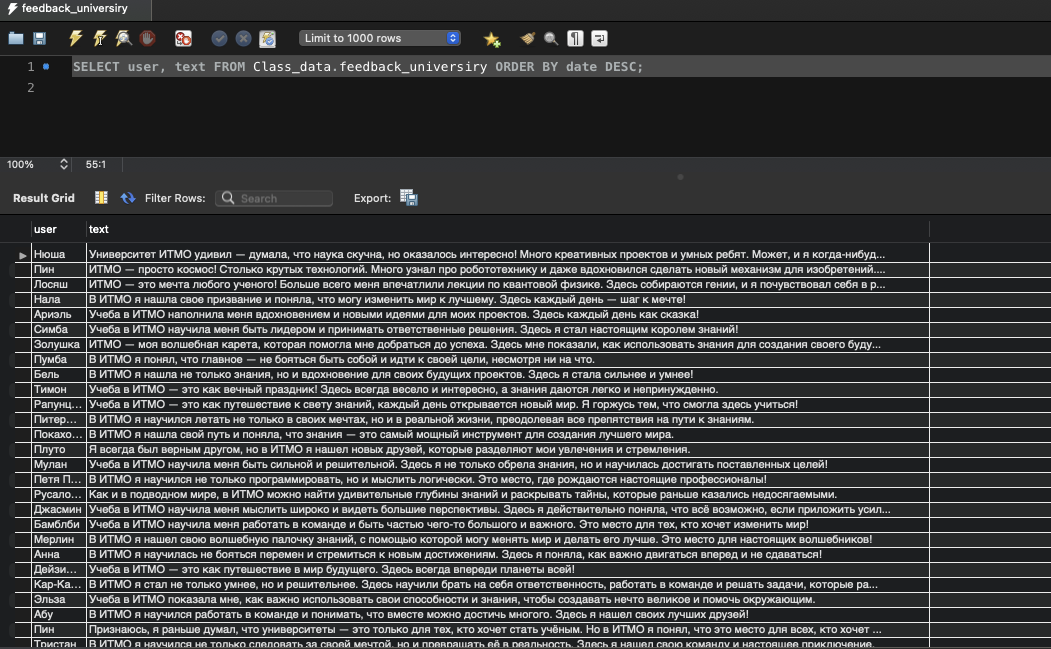 feedback_universiry
Limit to 1000 rows
1 SELECT user, text FROM Class_data.feedback_universiry ORDER BY date DESC;
2
100% 55:1
Result Grid Filter Rows: Search Export:
user text
Нюша Университет ИТМО удивил — думала, что наука скучна, но оказалось интересно! Много креативных проектов и умных ребят. Может, и я когда-нибуд...
Пин ИТМО — просто космос! Столько крутых технологий. Много узнал про робототехнику и даже вдохновился сделать новый механизм для изобретений....
Лосяш ИТМО — это мечта любого ученого! Больше всего меня впечатлили лекции по квантовой физике. Здесь собираются гении, и я почувствовал себя в р...
Нала В ИТМО я нашла свое призвание и поняла, что могу изменить мир к лучшему. Здесь каждый день — шаг к мечте!
Ариэль Учеба в ИТМО наполнила меня вдохновением и новыми идеями для моих проектов. Здесь каждый день как сказка!
Симба Учеба в ИТМО научила меня быть лидером и принимать ответственные решения. Здесь я стал настоящим королем знаний!
Золушка ИТМО — моя волшебная карета, которая помогла мне добраться до успеха. Здесь мне показали, как использовать знания для создания своего буду...
Пумба В ИТМО я понял, что главное — не бояться быть собой и идти к своей цели, несмотря ни на что.
Бель В ИТМО я нашла не только знания, но и вдохновение для своих будущих проектов. Здесь я стала сильнее и умнее!
Тимон Учеба в ИТМО — это как вечный праздник! Здесь всегда весело и интересно, а знания даются легко и непринужденно.
Рапунц... Учеба в ИТМО — это как путешествие к свету знаний, каждый день открывается новый мир. Я горжусь тем, что смогла здесь учиться!
Питер... В ИТМО я научился летать не только в своих мечтах, но и в реальной жизни, преодолевая все препятствия на пути к знаниям.
Покахо... В ИТМО я нашла свой путь и поняла, что знания — это самый мощный инструмент для создания лучшего мира.
Плуто Я всегда был верным другом, но в ИТМО я нашел новых друзей, которые разделяют мои увлечения и стремления.
Мулан Учеба в ИТМО научила меня быть сильной и решительной. Здесь я не только обрела знания, но и научилась достигать поставленных целей!
Петя П... В ИТМО я научился не только программировать, но и мыслить логически. Это место, где рождаются настоящие профессионалы!
Русало... Как и в подводном мире, в ИТМО можно найти удивительные глубины знаний и раскрывать тайны, которые раньше казались недосягаемыми.
Джасмин Учеба в ИТМО научила меня мыслить широко и видеть большие перспективы. Здесь я действительно поняла, что всё возможно, если приложить усил...
Бамблби Учеба в ИТМО научила меня работать в команде и быть частью чего-то большого и важного. Это место для тех, кто хочет изменить мир!
Мерлин В ИТМО я нашел свою волшебную палочку знаний, с помощью которой могу менять мир и делать его лучше. Это место для настоящих волшебников!
Анна В ИТМО я научилась не бояться перемен и стремиться к новым достижениям. Здесь я поняла, как важно двигаться вперед и не сдаваться!
Дейзи... Учеба в ИТМО — это как путешествие в мир будущего. Здесь всегда впереди планеты всей!
Кар-Ка... В ИТМО я стал не только умнее, но и решительнее. Здесь научили брать на себя ответственность, работать в команде и решать задачи, которые ра...
Эльза Учеба в ИТМО показала мне, как важно использовать свои способности и знания, чтобы создавать нечто великое и помочь окружающим.
Абу В ИТМО я научился работать в команде и понимать, что вместе можно достичь многого. Здесь я нашел своих лучших друзей!
Пин Признаюсь, я раньше думал, что университеты — это только для тех, кто хочет стать учёным. Но в ИТМО я понял, что это место для всех, кто хочет ...
Тристан В ИТМО я научился не только следовать за своей мечтой, но и превращать её в реальность. Здесь я нашел свою команду и настоящее приключение.